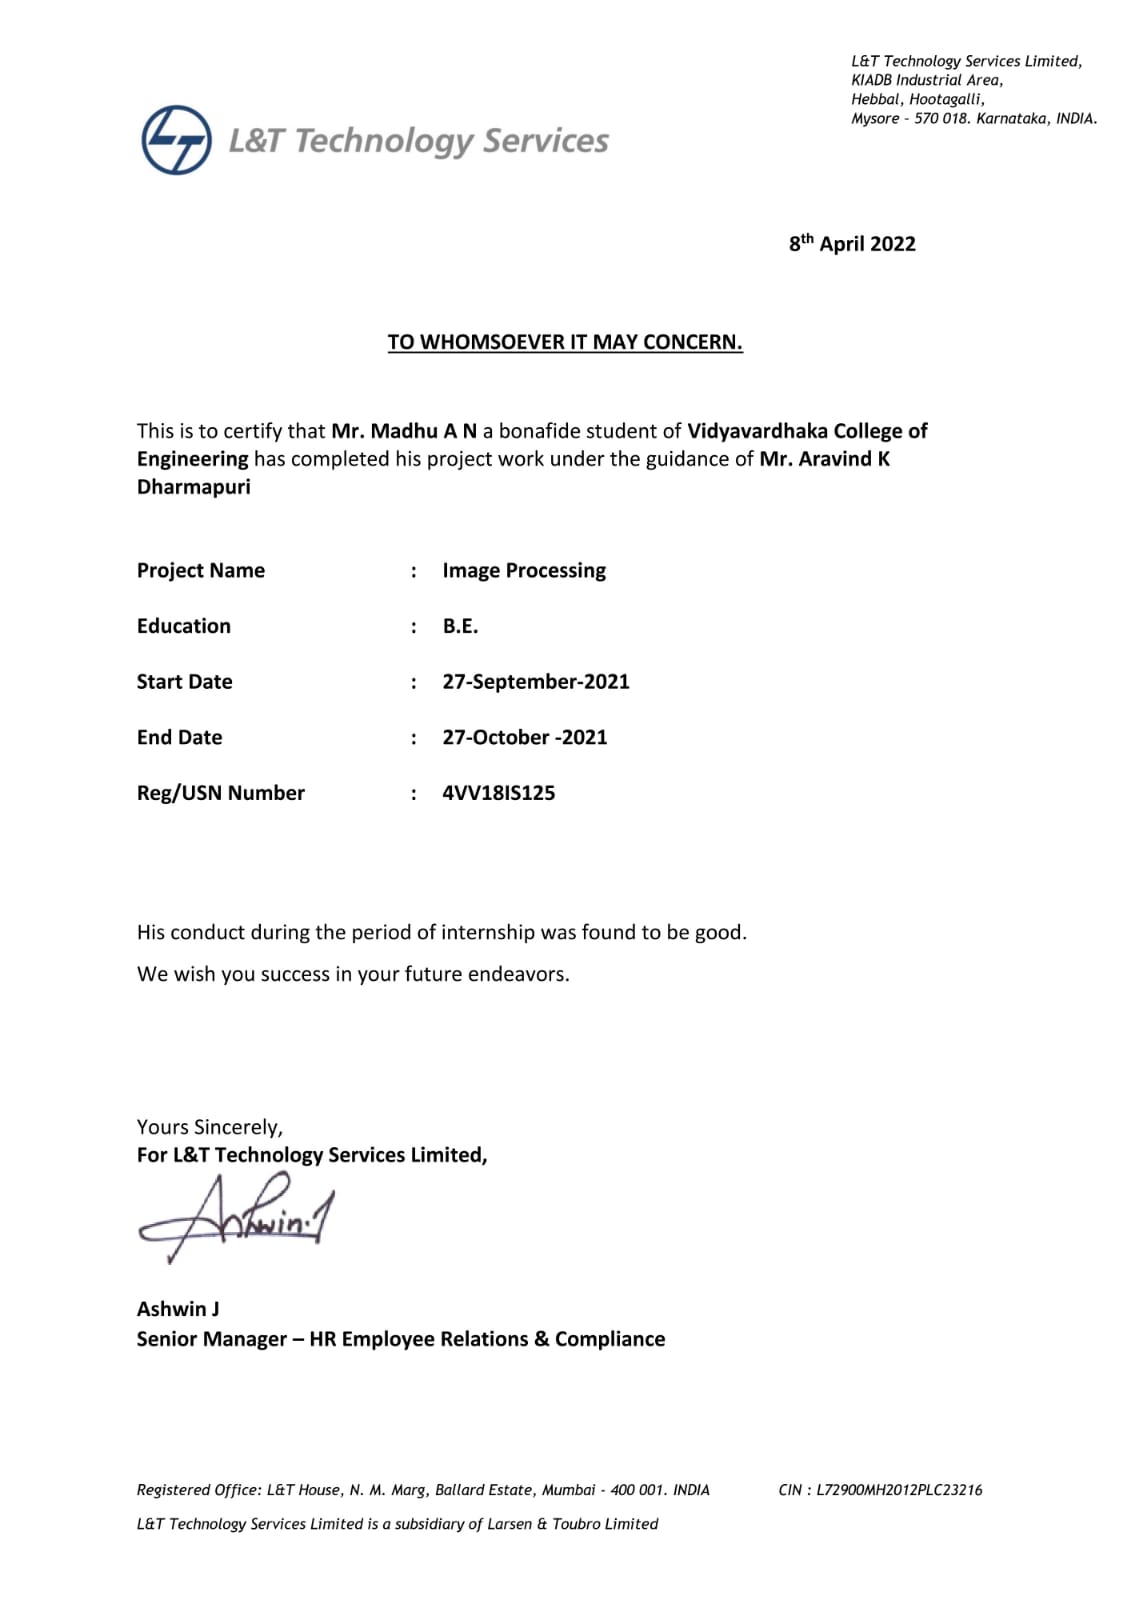 L&T Technology Services Limited,
KIADB Industrial Area,
Hebbal, Hootagalli,
Mysore - 570 018. Karnataka, INDIA.
L&T Technology Services
8th April 2022
TO WHOMSOEVER IT MAY CONCERN.
This is to certify that Mr. Madhu A N a bonafide student of Vidyavardhaka College of
Engineering has completed his project work under the guidance of Mr. Aravind K
Dharmapuri
Project Name : Image Processing
Education : B.E.
Start Date : 27-September-2021
End Date : 27-October -2021
Reg/USN Number : 4VV18IS125
His conduct during the period of internship was found to be good.
We wish you success in your future endeavors.
Yours Sincerely,
For L&T Technology Services Limited,
Ashwin.J
Ashwin J
Senior Manager – HR Employee Relations & Compliance
Registered Office: L&T House, N. M. Marg, Ballard Estate, Mumbai - 400 001. INDIA CIN : L72900MH2012PLC23216
L&T Technology Services Limited is a subsidiary of Larsen & Toubro Limited